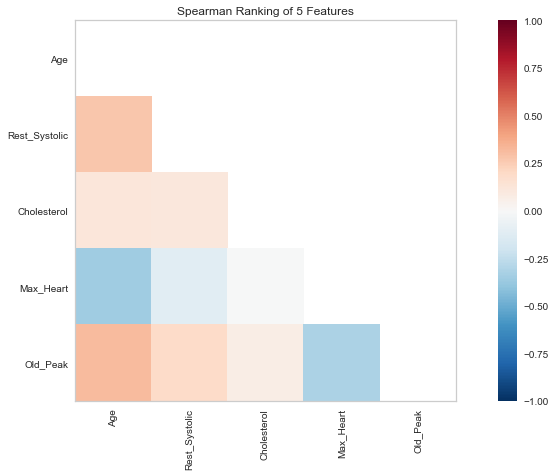 Spearman Ranking of 5 Features
Age
Rest_Systolic
Cholesterol
Max_Heart
Old_Peak
Age
Rest_Systolic
Cholesterol
Max_Heart
Old_Peak
1.00
0.75
0.50
0.25
0.00
−0.25
−0.50
−0.75
−1.00